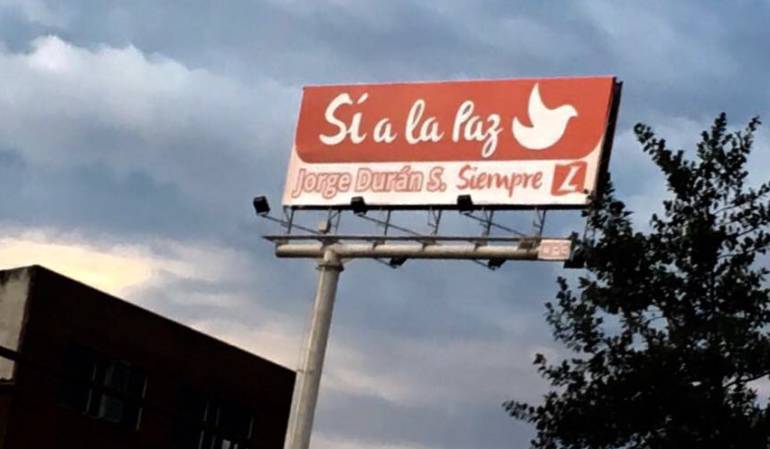 Sí a la Paz
Jorge Durán S. Siempre L